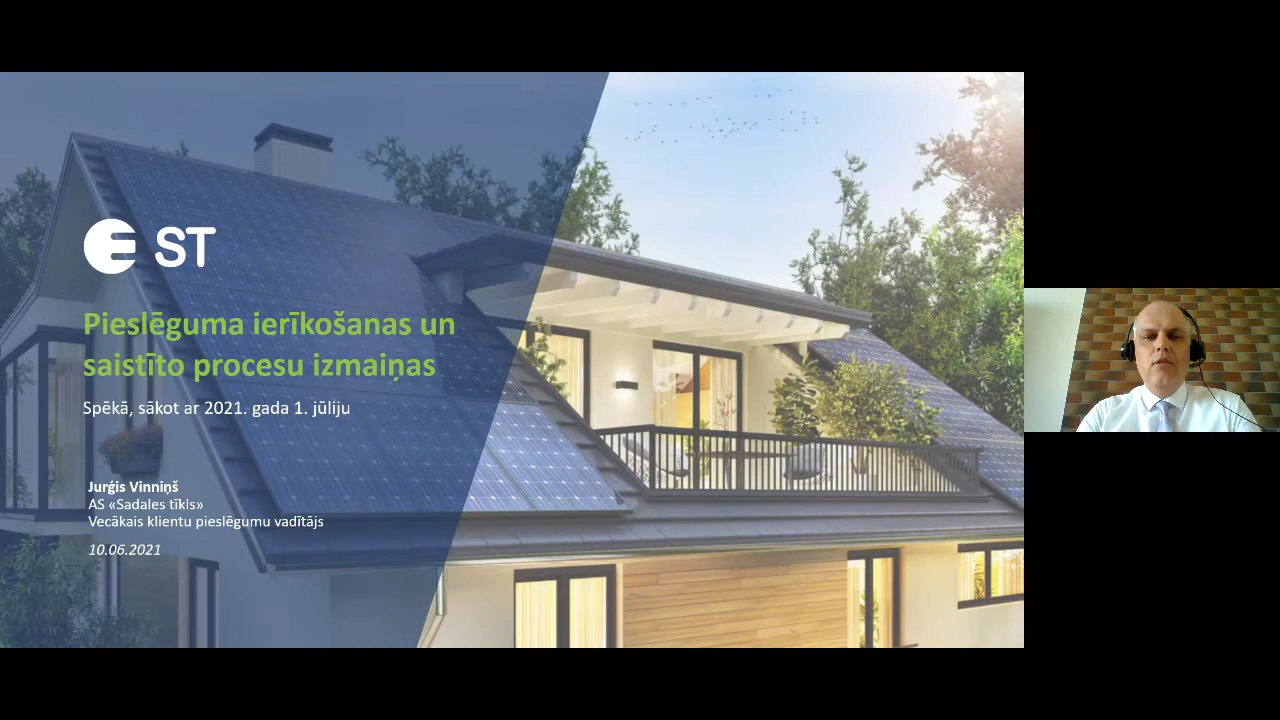 ST
Pieslēguma ierīkošanas un
saistīto procesu izmaiņas
Spēkā, sākot ar 2021. gada 1. jūliju
Jurģis Vinniņš
AS «Sadales tīkls»
Vecākais klientu pieslēgumu vadītājs
10.06.2021